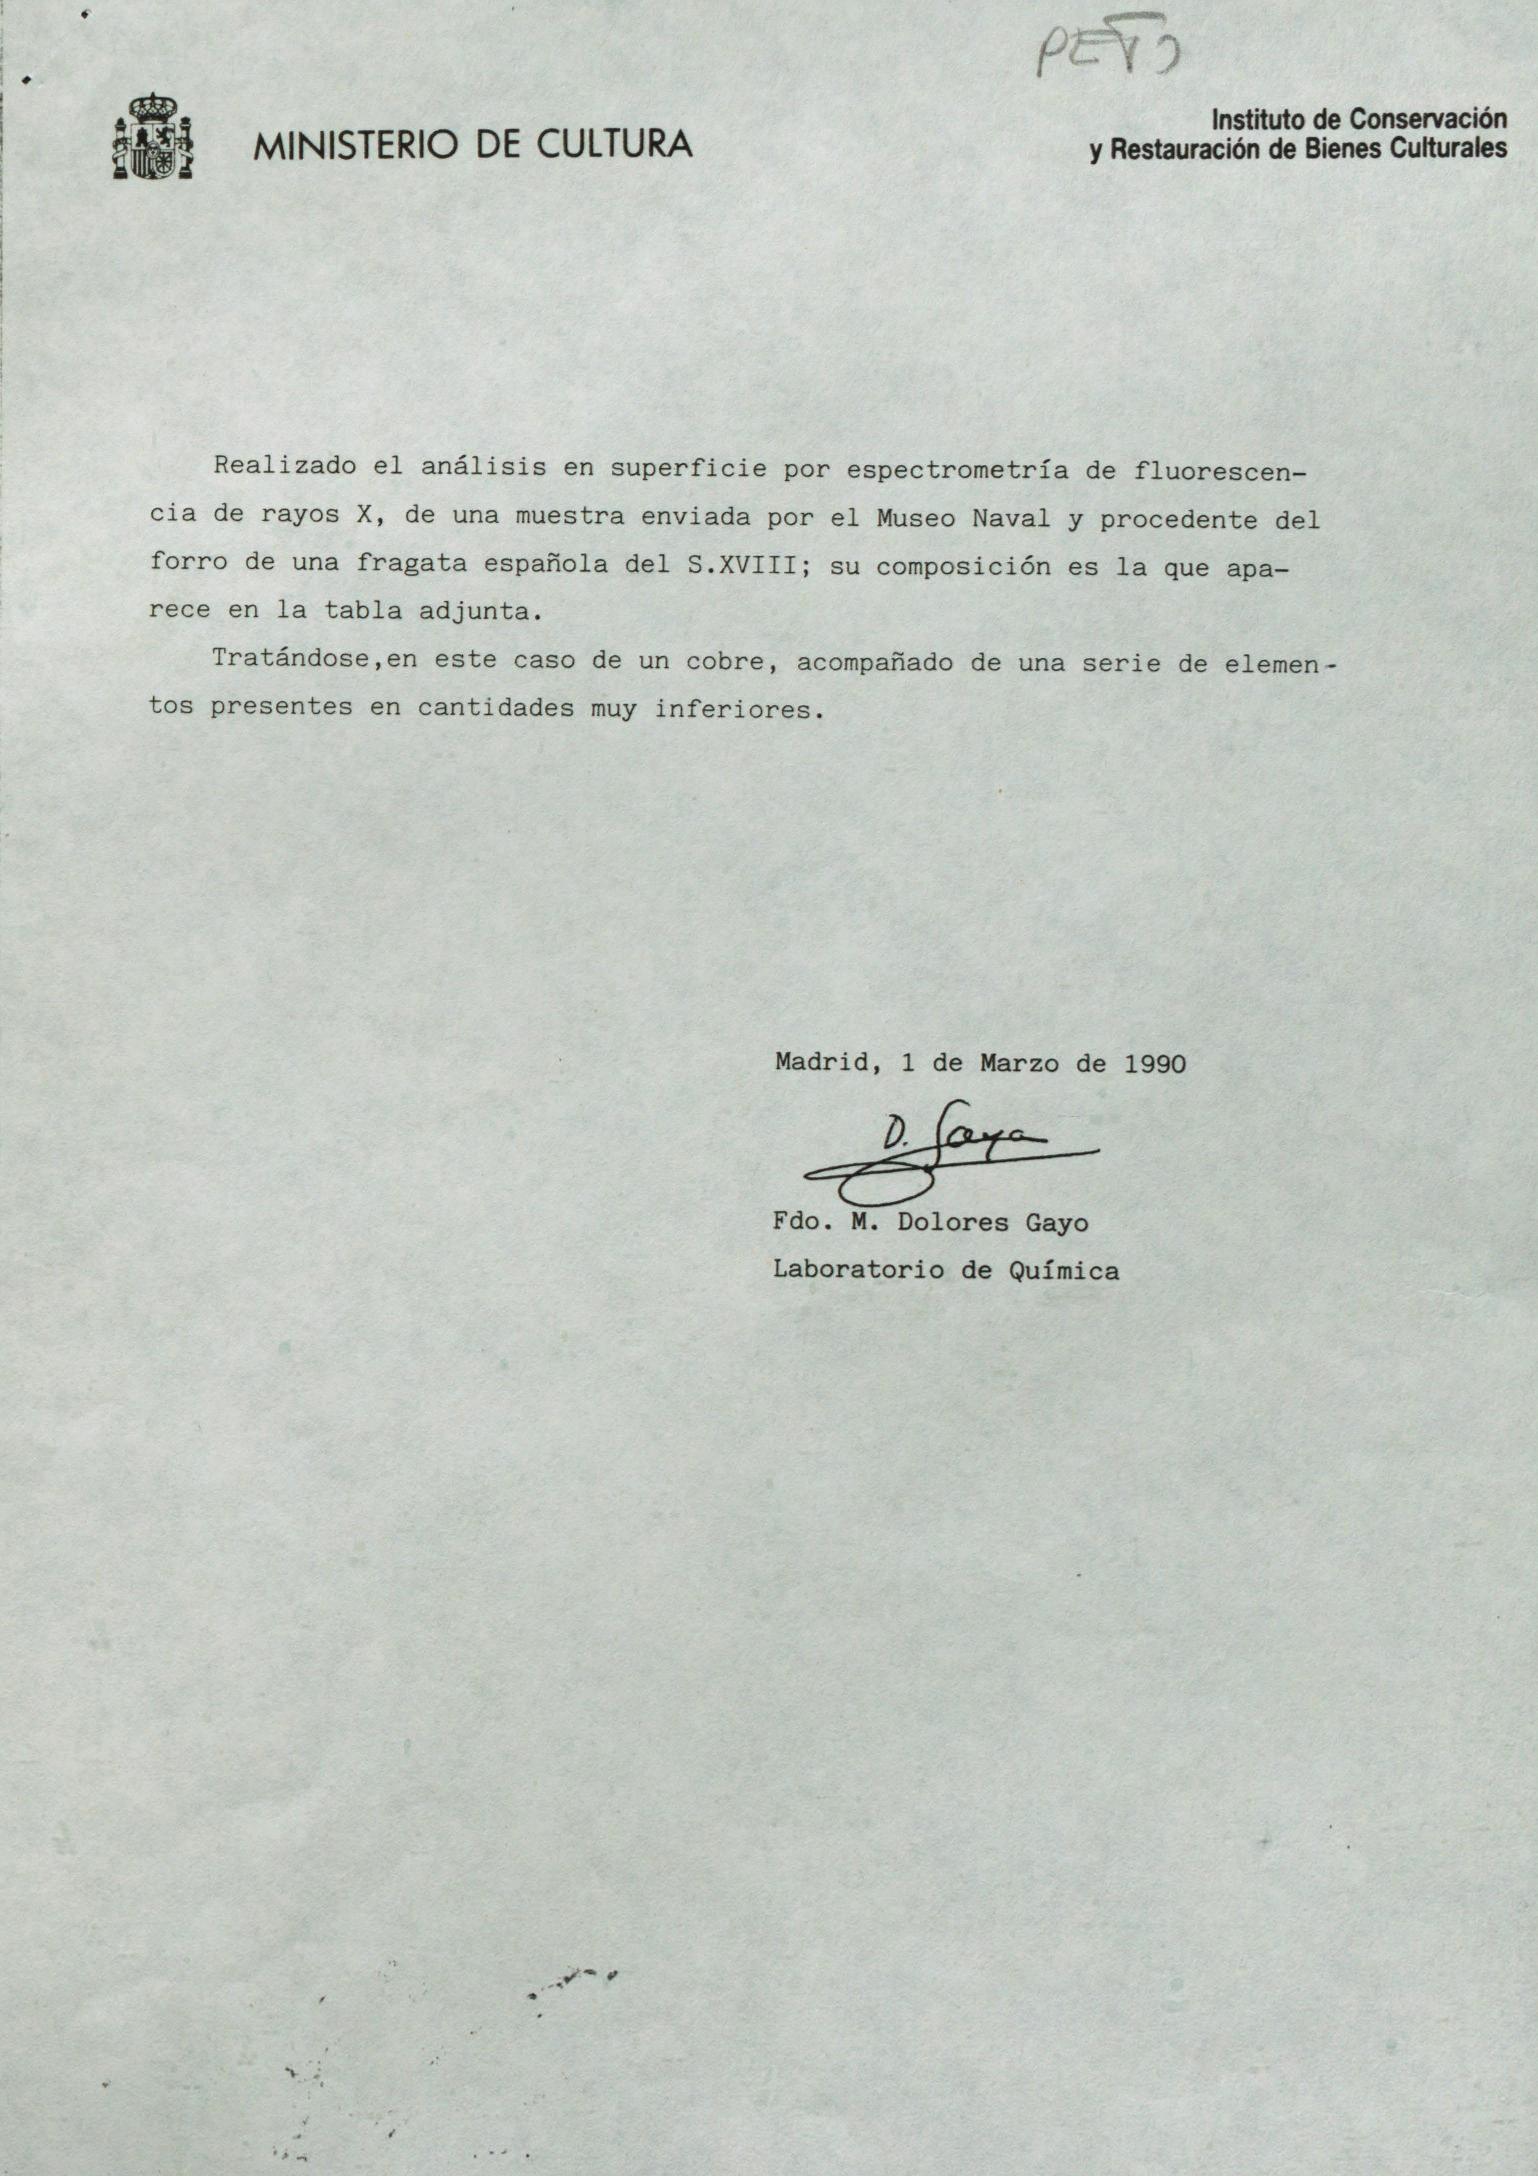 PETO
MINISTERIO DE CULTURA
Instituto de Conservación
y Restauración de Bienes Culturales
Realizado el análisis en superficie por espectrometría de fluorescen-
cia de rayos X, de una muestra enviada por el Museo Naval y procedente del
forro de una fragata española del S.XVIII; su composición es la que apa-
rece en la tabla adjunta.
Tratándose,en este caso de un cobre, acompañado de una serie de elemen-
tos presentes en cantidades muy inferiores.
Madrid, 1 de Marzo de 1990
D. Gayo
Fdo. M. Dolores Gayo
Laboratorio de Química